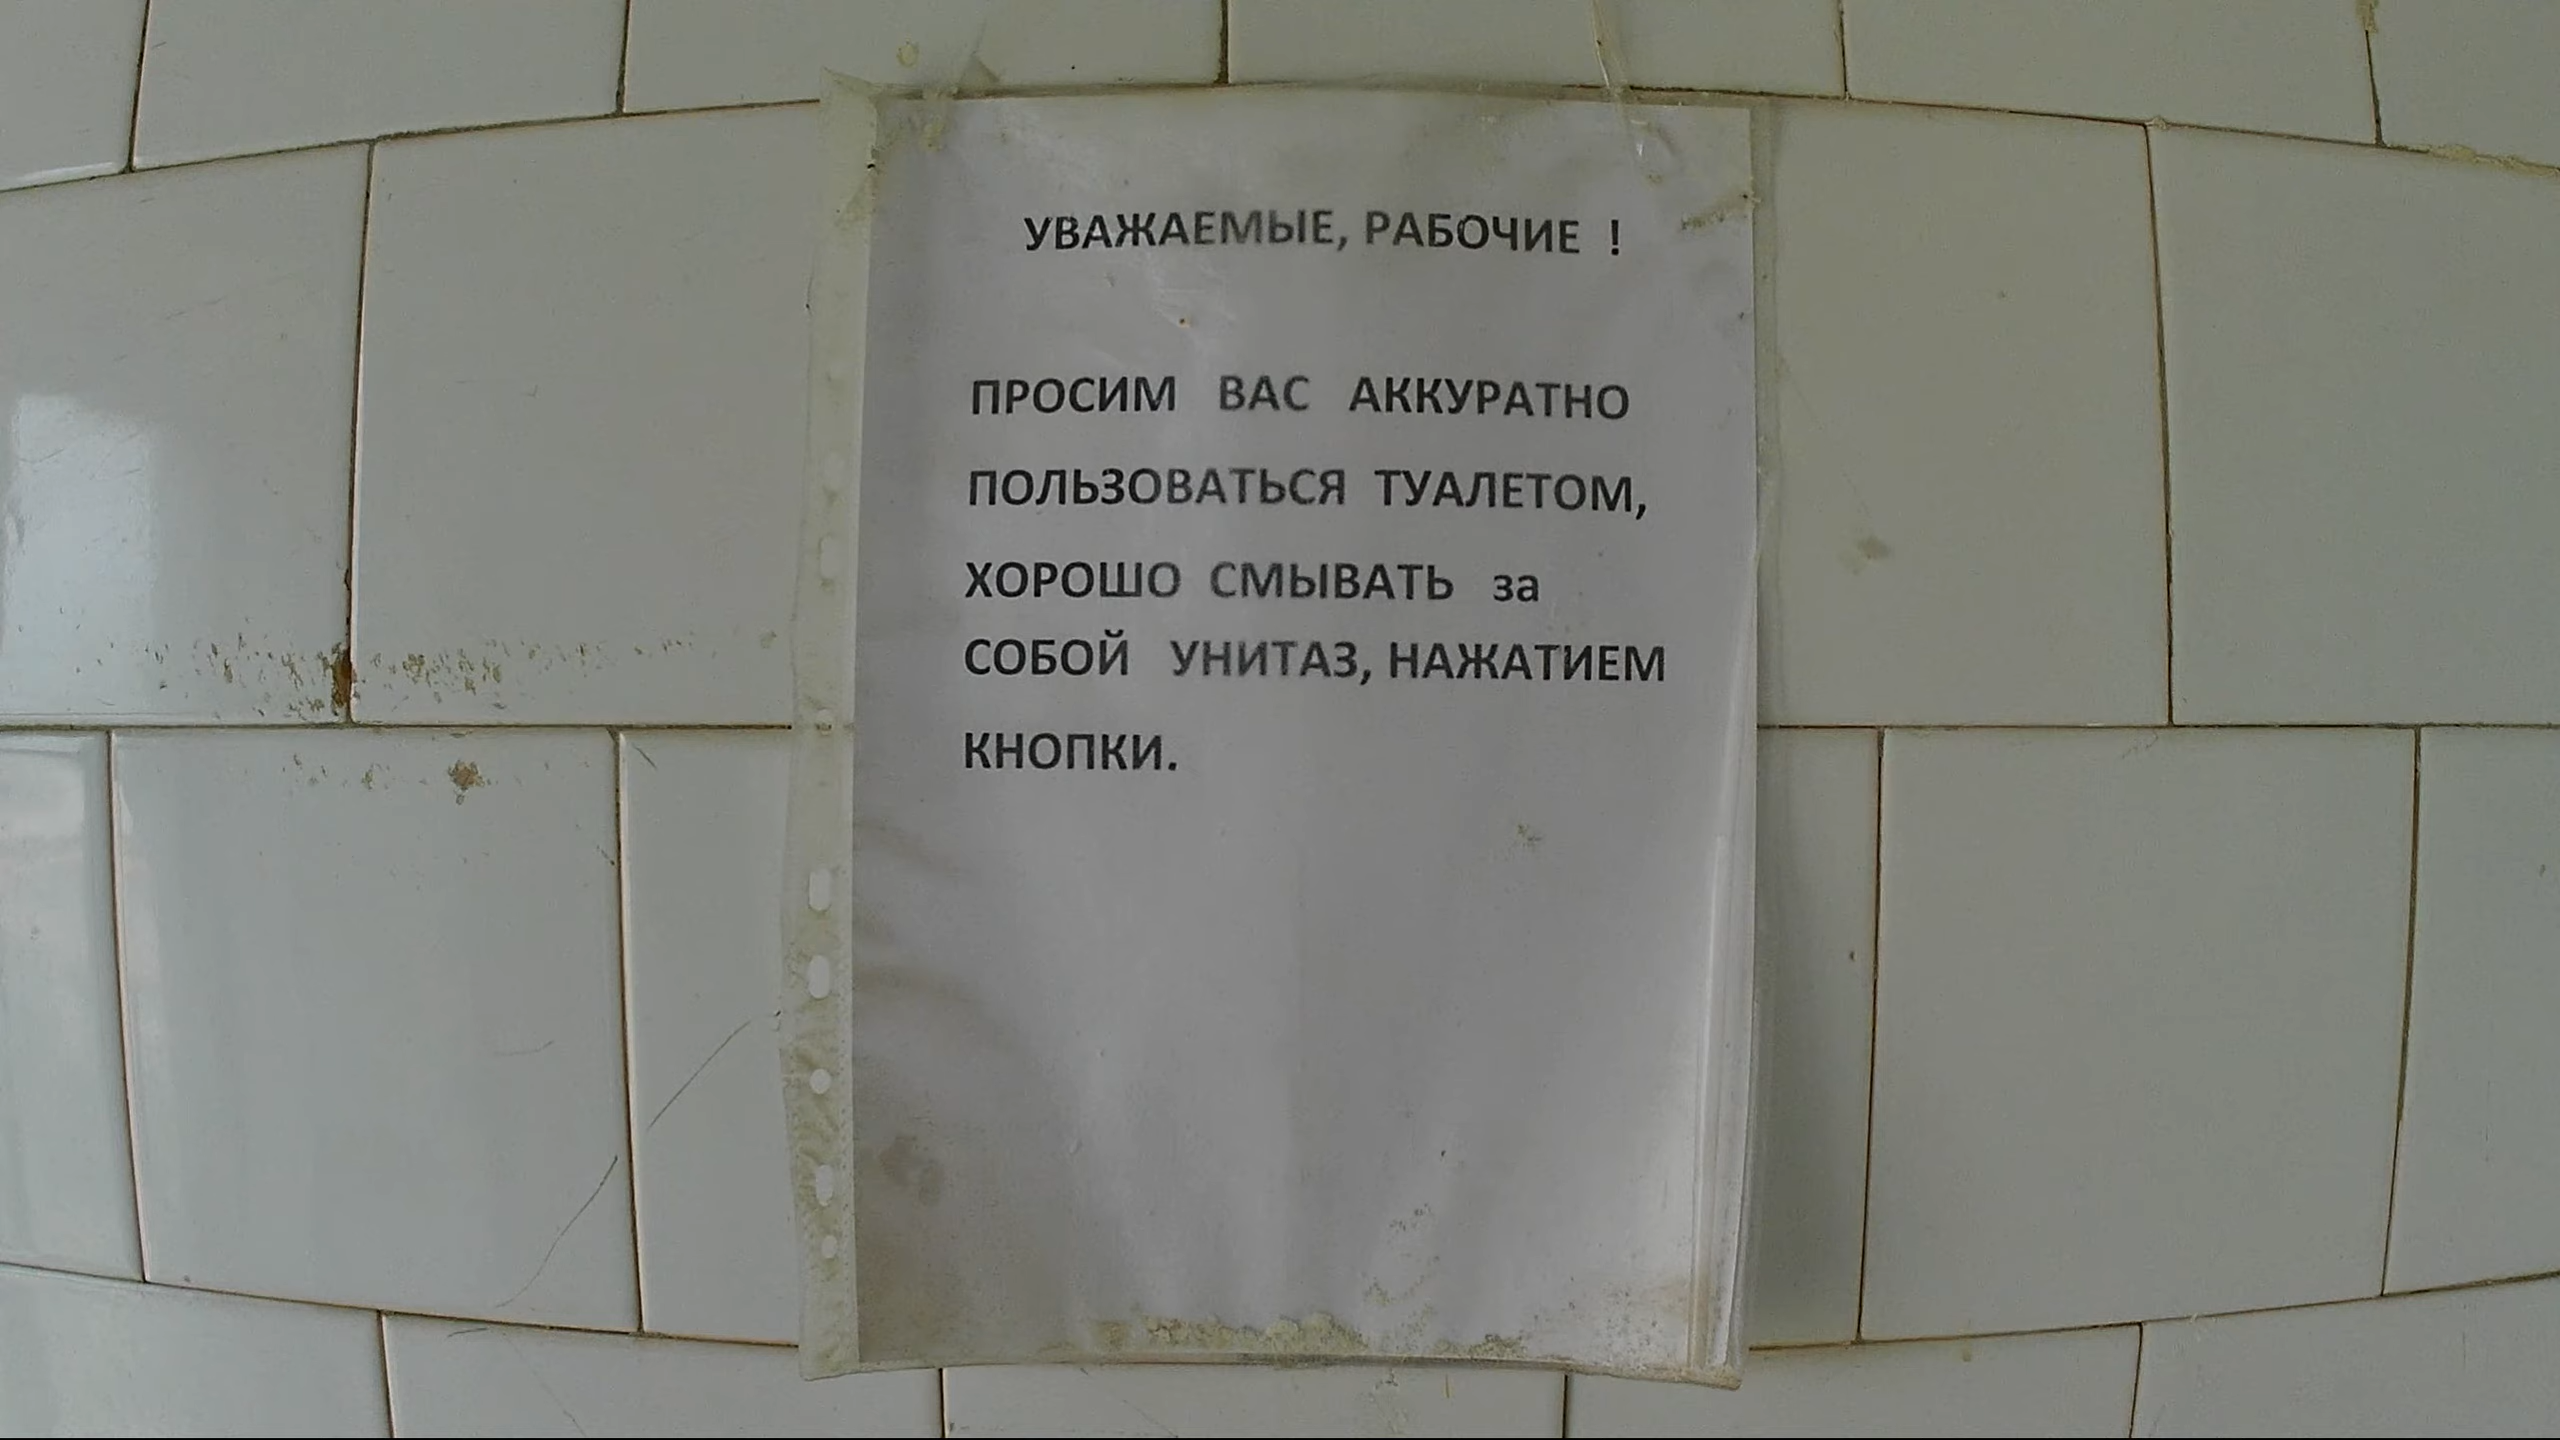 УВАЖАЕМЫЕ, РАБОЧИЕ !
ПРОСИМ ВАС АККУРАТНО
ПОЛЬЗОВАТЬСЯ ТУАЛЕТОМ,
ХОРОШО СМЫВАТЬ за
СОБОЙ УНИТАЗ, НАЖАТИЕМ
КНОПКИ.